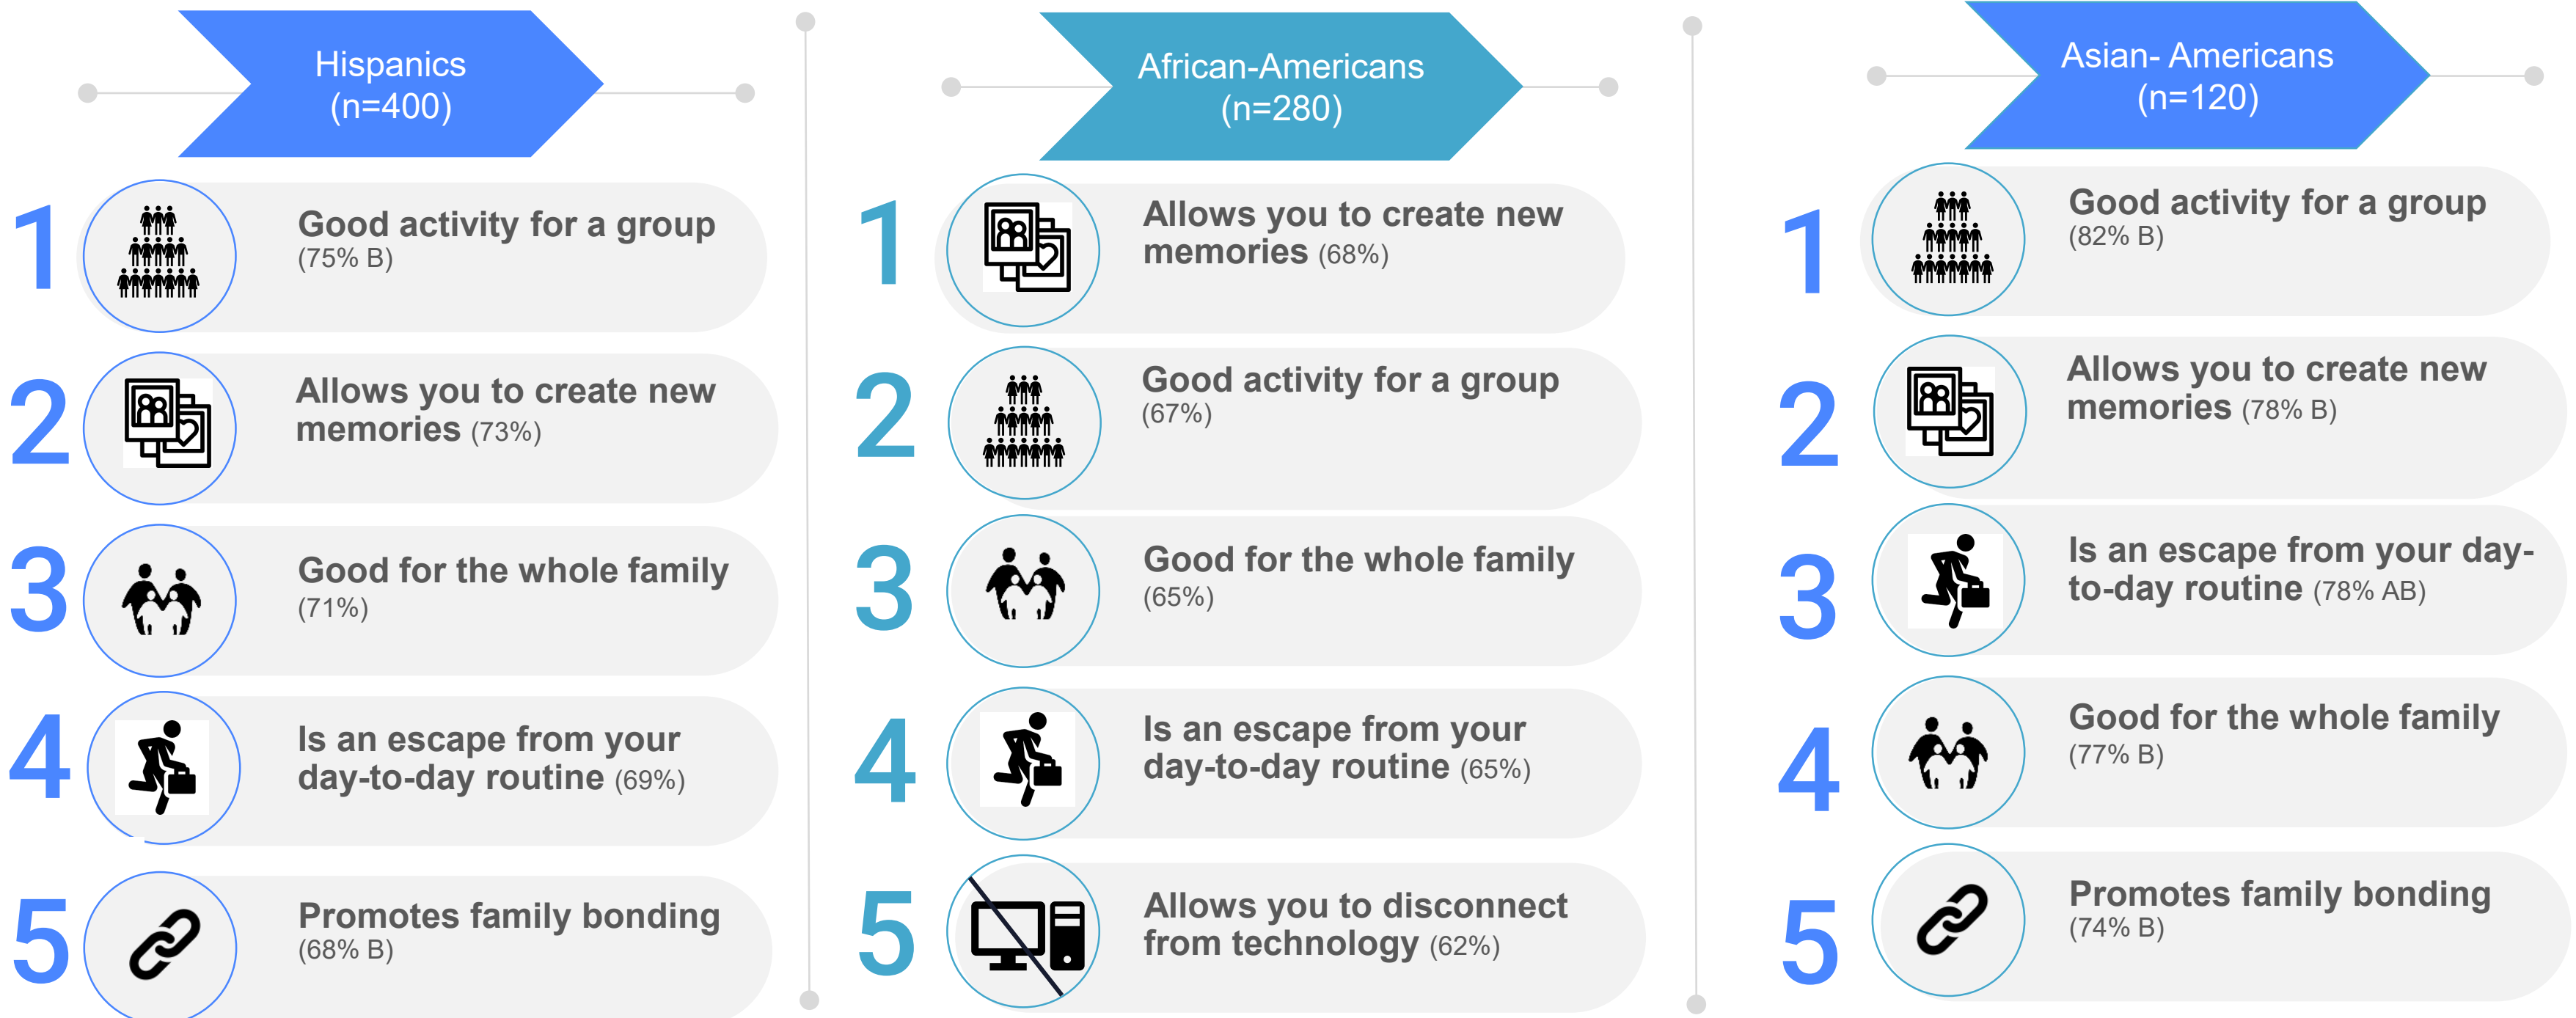 Hispanics
(n=400)
1
Good activity for a group
(75% B)
2
Allows you to create new
memories (73%)
3
Good for the whole family
(71%)
4
Is an escape from your
day-to-day routine (69%)
5
Promotes family bonding
(68% B)
African-Americans
(n=280)
1
Allows you to create new
memories (68%)
2
Good activity for a group
(67%)
3
Good for the whole family
(65%)
4
Is an escape from your
day-to-day routine (65%)
5
Allows you to disconnect
from technology (62%)
Asian- Americans
(n=120)
1
Good activity for a group
(82% B)
2
Allows you to create new
memories (78% B)
3
Is an escape from your day-
to-day routine (78% AB)
4
Good for the whole family
(77% B)
5
Promotes family bonding
(74% B)